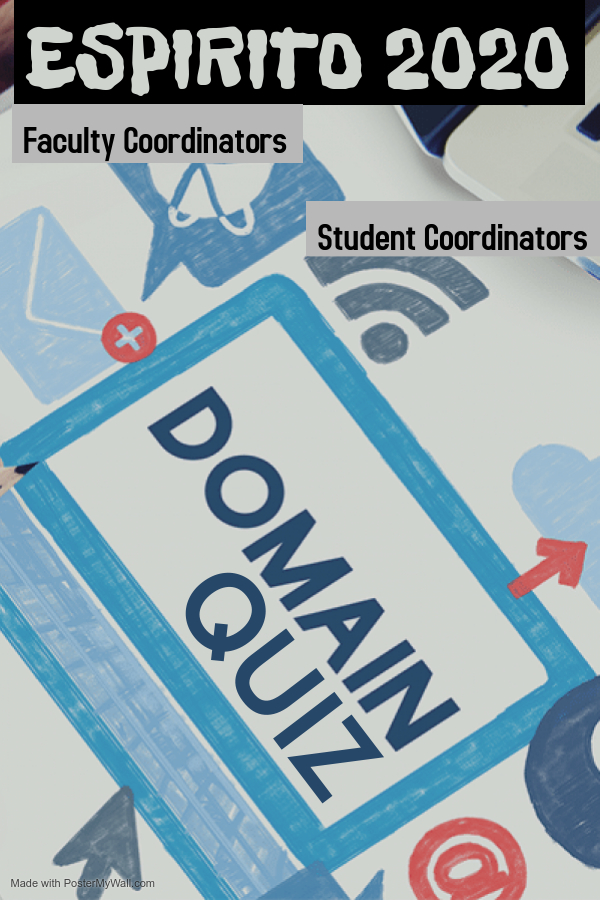 ESPIRITO 2020
Faculty Coordinators
Student Coordinators
DOMAIN
QUIZ
Made with PosterMyWall.com